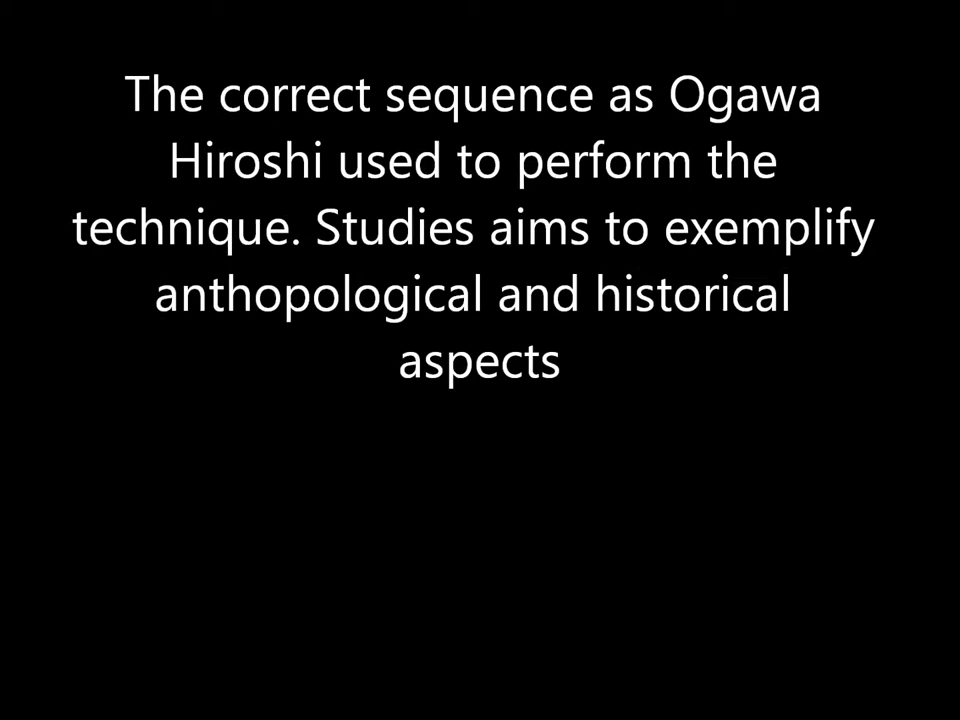 The correct sequence as Ogawa
Hiroshi used to perform the
technique. Studies aims to exemplify
anthopological and historical
aspects